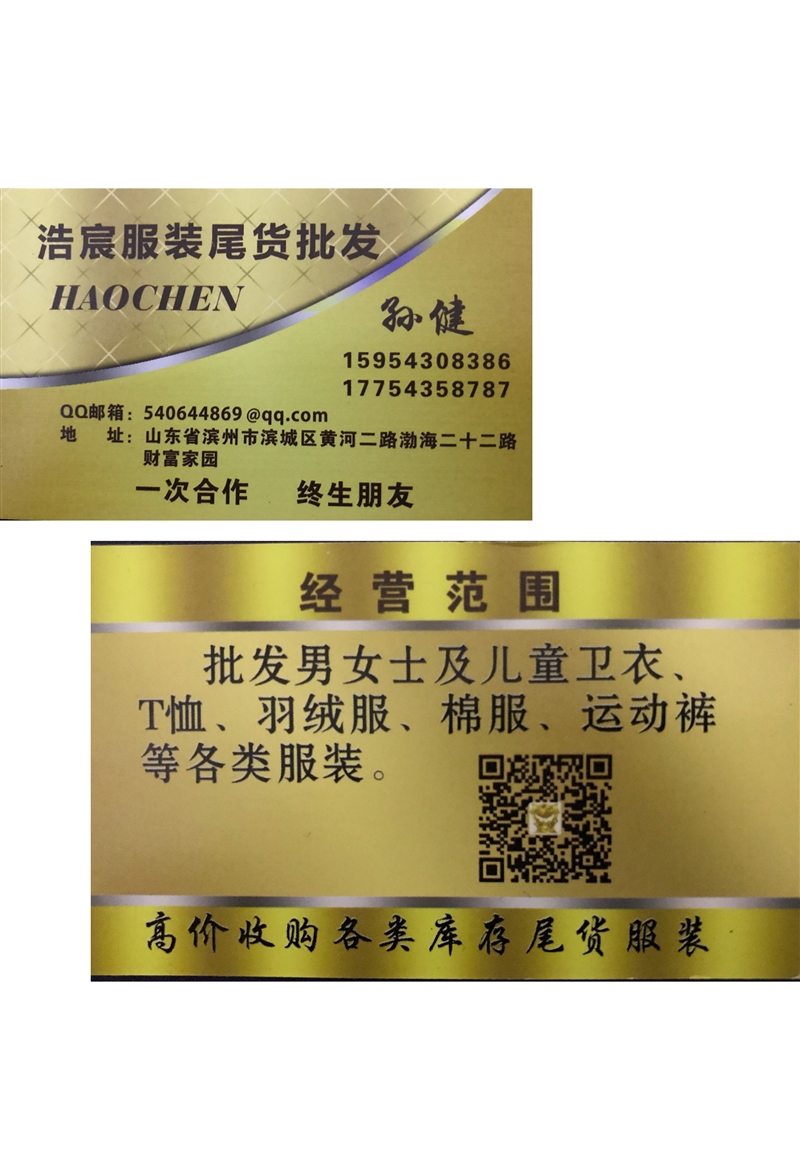 浩宸服装尾货批发
HAOCHEN
孙健
15954308386
17754358787
QQ邮箱：540644869@qq.com
地　址：山东省滨州市滨城区黄河二路渤海二十二路
财富家园
一次合作　终生朋友
经营范围
批发男女士及儿童卫衣、
T恤、羽绒服、棉服、运动裤
等各类服装。
高价收购各类库存尾货服装